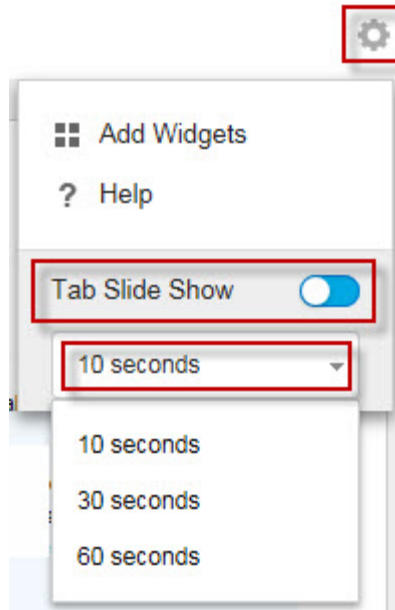 Add Widgets
? Help
Tab Slide Show
10 seconds
10 seconds
30 seconds
60 seconds